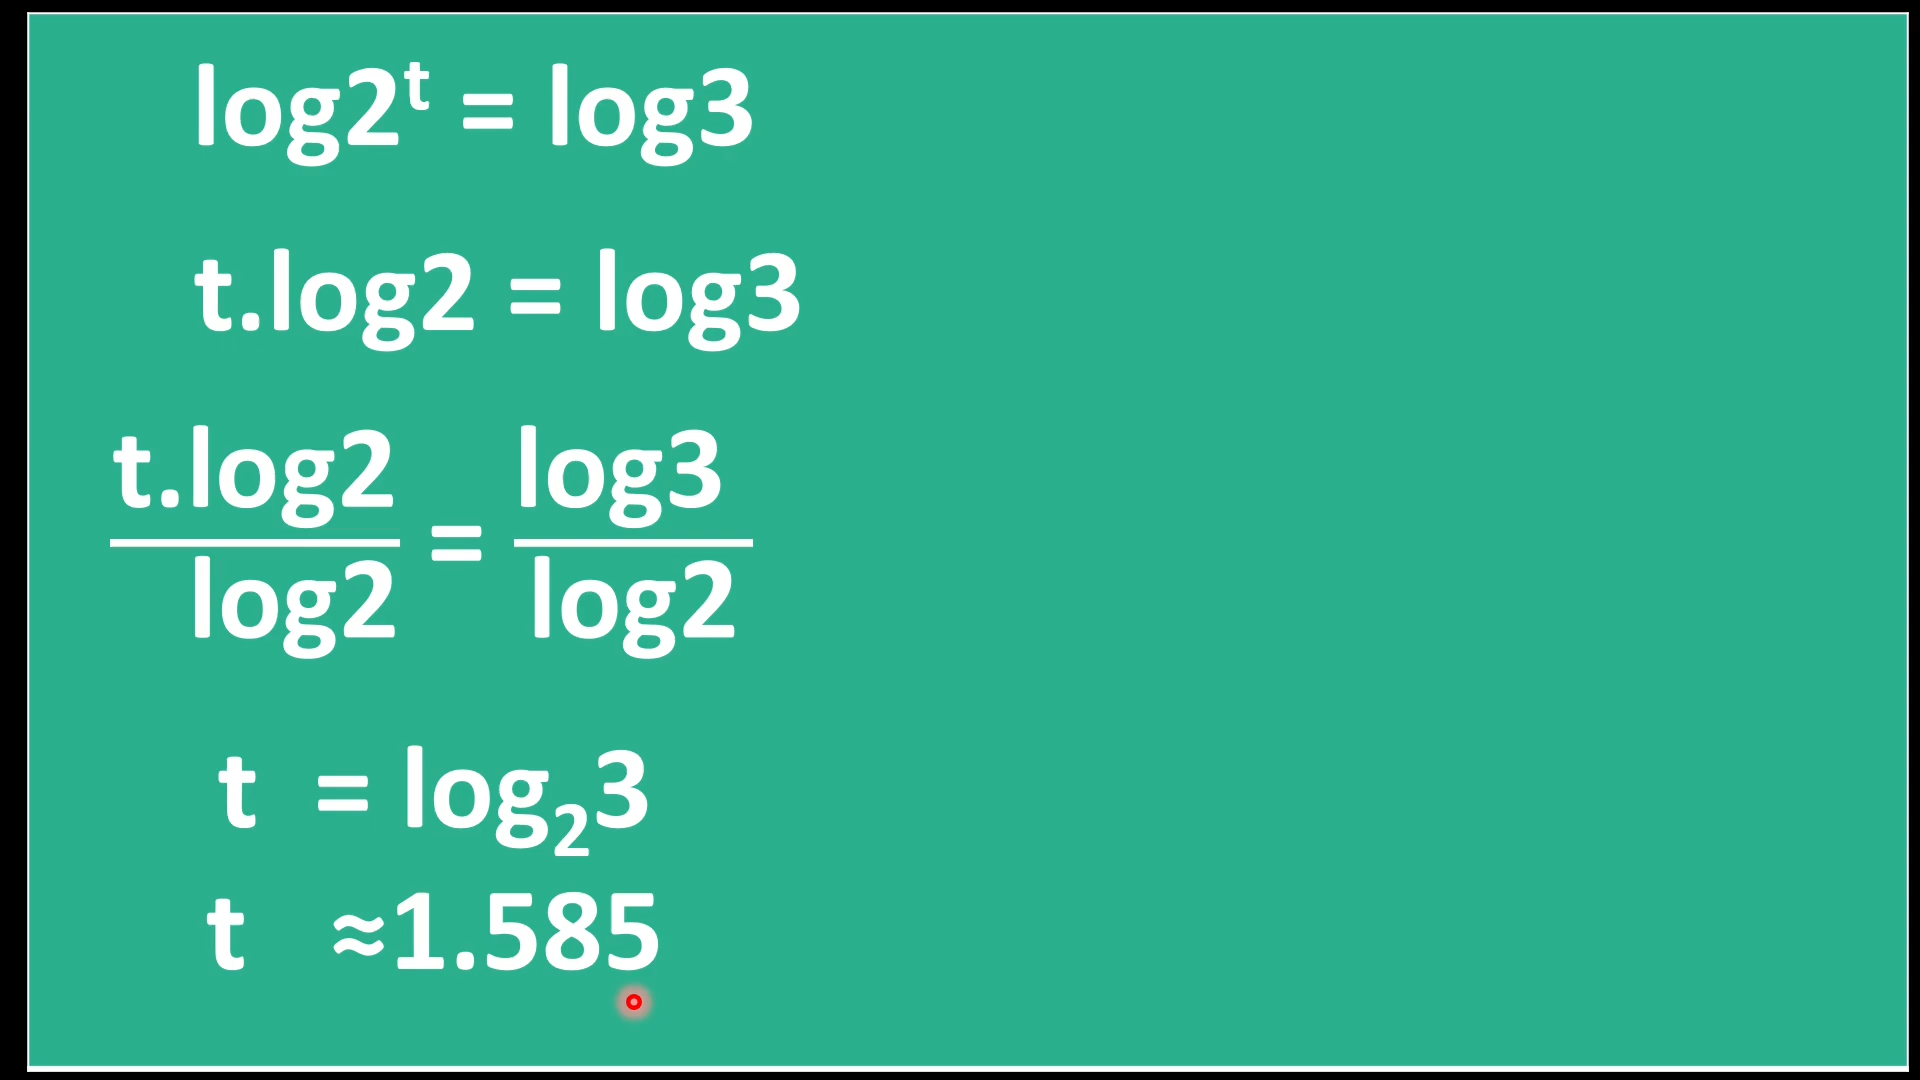 log2ᵗ = log3
t.log2 = log3
t.log2 = log3
log2 log2
t = log₂3
t ≈1.585